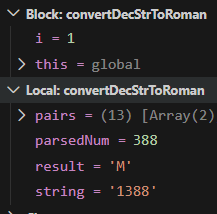 Block: convertDecStrToRoman
i = 1
this = global
Local: convertDecStrToRoman
pairs = (13) [Array(2)
parsedNum = 388
result = 'M'
string = '1388'